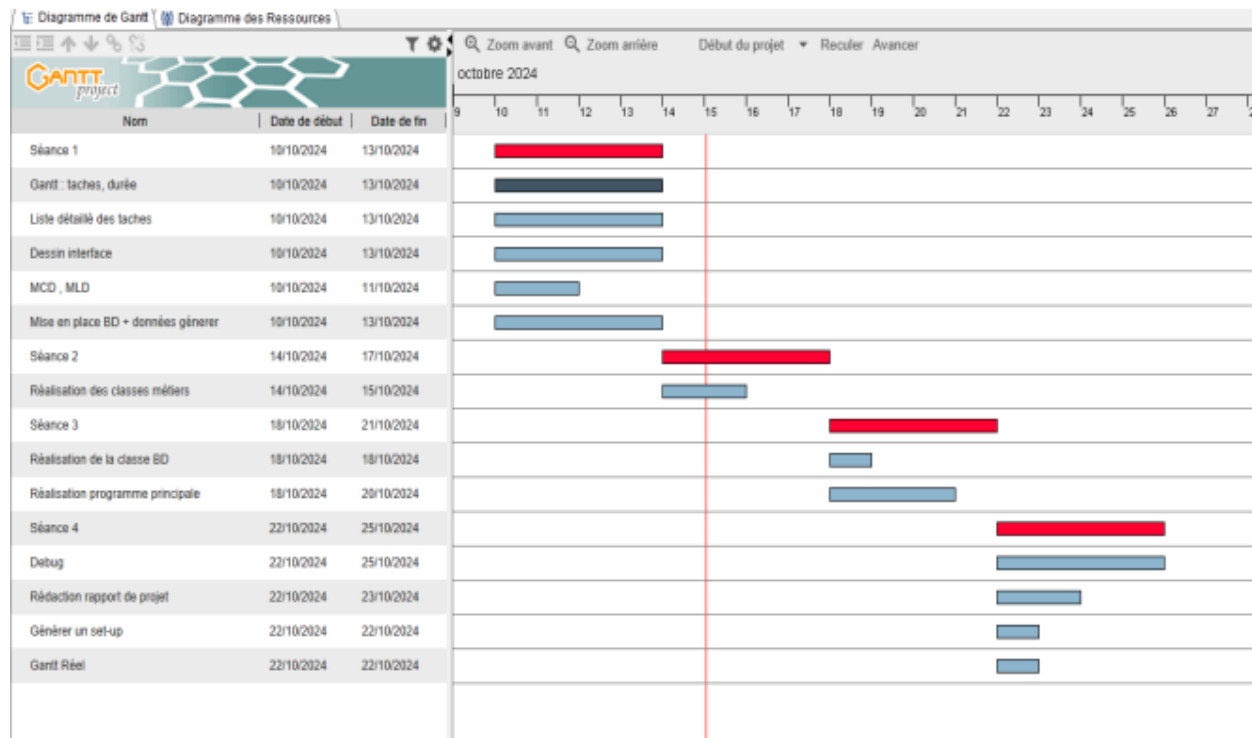 Diagramme de Gantt Diagramme des Ressources
Zoom avant Zoom arrière Début du projet Reculer Avancer
GANTT project
octobre 2024
Nom Date de début Date de fin
9 10 11 12 13 14 15 16 17 18 19 20 21 22 23 24 25 26 27
Séance 1 10/10/2024 13/10/2024
Gantt : taches, durée 10/10/2024 13/10/2024
Liste détaillé des taches 10/10/2024 13/10/2024
Dessin interface 10/10/2024 13/10/2024
MCD , MLD 10/10/2024 11/10/2024
Mise en place BD + données génerer 10/10/2024 13/10/2024
Séance 2 14/10/2024 17/10/2024
Réalisation des classes métiers 14/10/2024 15/10/2024
Séance 3 18/10/2024 21/10/2024
Réalisation de la classe BD 18/10/2024 18/10/2024
Réalisation programme principale 18/10/2024 20/10/2024
Séance 4 22/10/2024 25/10/2024
Debug 22/10/2024 25/10/2024
Rédaction rapport de projet 22/10/2024 23/10/2024
Générer un set-up 22/10/2024 22/10/2024
Gantt Réel 22/10/2024 22/10/2024